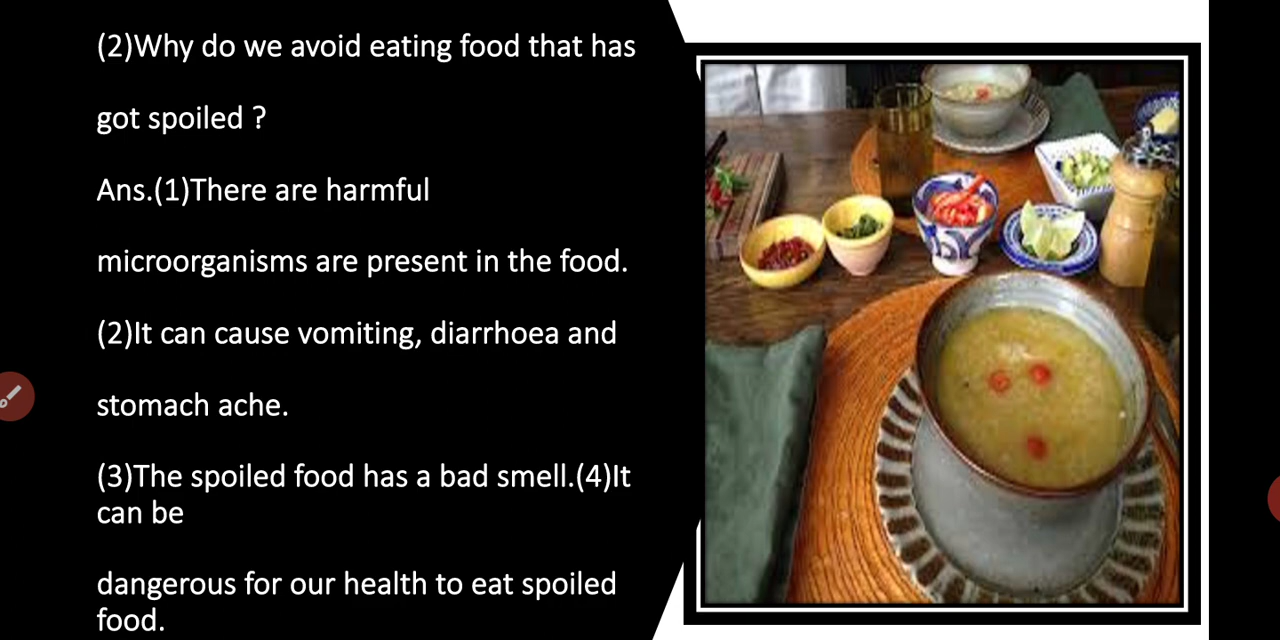 (2)Why do we avoid eating food that has
got spoiled ?
Ans.(1)There are harmful
microorganisms are present in the food.
(2)It can cause vomiting, diarrhoea and
stomach ache.
(3)The spoiled food has a bad smell.(4)It
can be
dangerous for our health to eat spoiled
food.